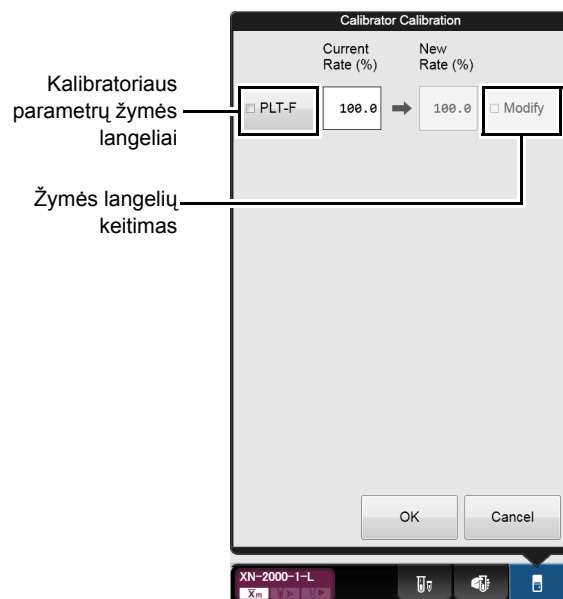 Calibrator Calibration
Current
Rate (%)
New
Rate (%)
Kalibratoriaus
parametrų žymės
langeliai
PLT-F
100.0
100.0
Modify
Žymės langelių
keitimas
OK
Cancel
XN-2000-1-L
Xm